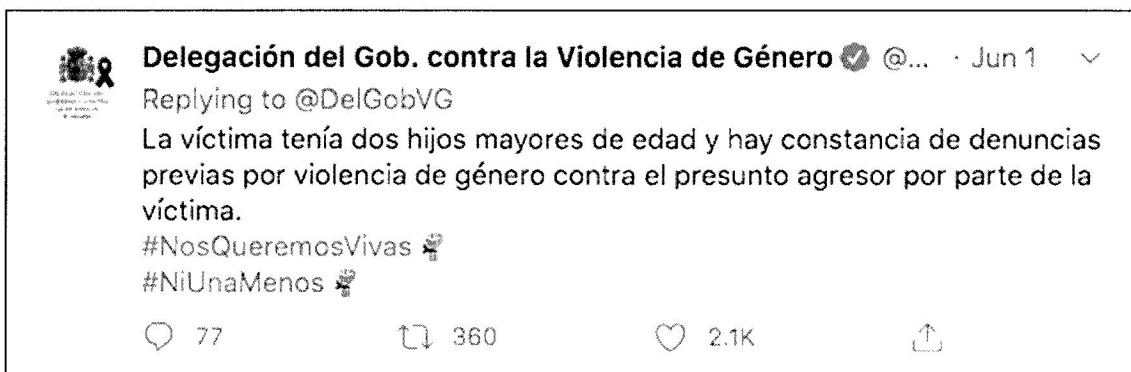 Delegación del Gob. contra la Violencia de Género @... · Jun 1
Replying to @DelGobVG
La víctima tenía dos hijos mayores de edad y hay constancia de denuncias
previas por violencia de género contra el presunto agresor por parte de la
víctima.
#NosQueremosVivas
#NiUnaMenos
77 360 2.1K